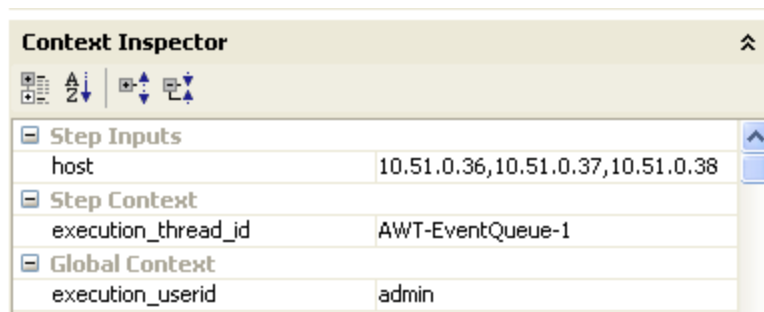 Context Inspector
A
Z
Step Inputs
host 10.51.0.36,10.51.0.37,10.51.0.38
Step Context
execution_thread_id AWT-EventQueue-1
Global Context
execution_userid admin